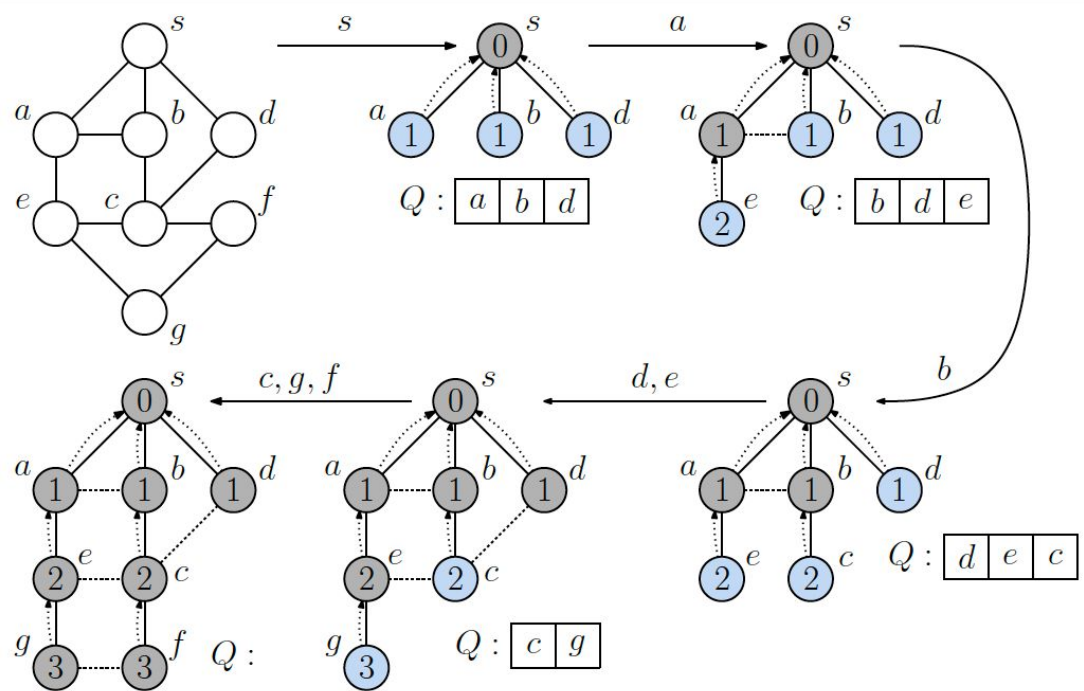 s s s a s
a b d a 0 b d a 0 b d
1 1 1 1 1 1
e c f Q : a b d 2 e Q : b d e
g
c, g, f d, e b
s s s
0 0 0
a b d a b d a b d
1 1 1 1 1 1 1 1 1
e e e c Q : d e c
2 2 c 2 2 c 2 2
g f Q : g Q : c g
3 3 3